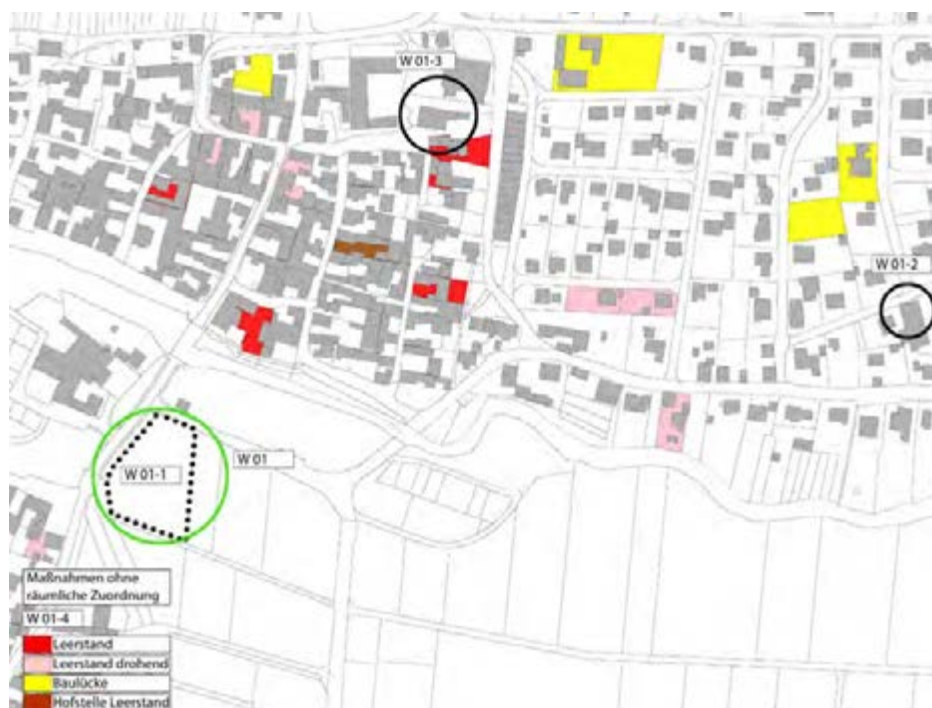 W 01-3
W 01-2
W 01
W 01-1
Maßnahmen ohne
räumliche Zuordnung
W 01-4
Leerstand
Leerstand drohend
Baulücke
Hofstelle Leerstand